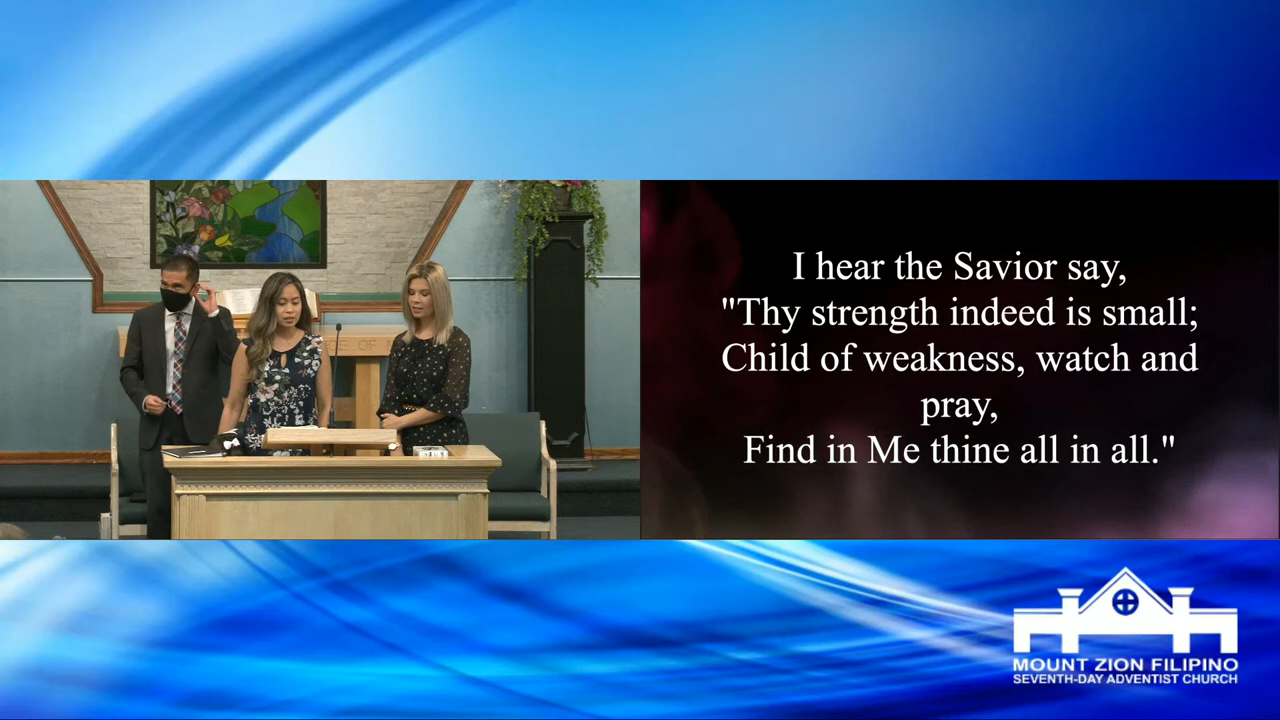 I hear the Savior say,
"Thy strength indeed is small;
Child of weakness, watch and
pray,
Find in Me thine all in all."
MOUNT ZION FILIPINO
SEVENTH-DAY ADVENTIST CHURCH